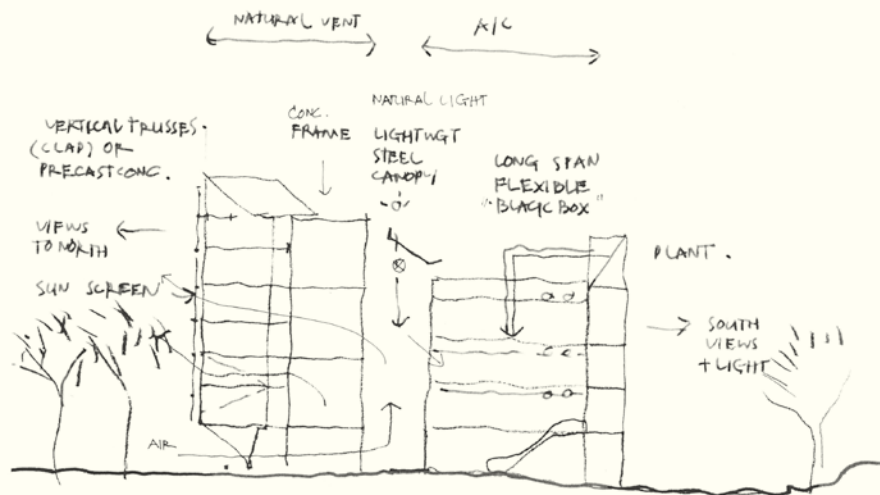 NATURAL VENT
A/C
VERTICAL TRUSSES.
(CLAD) OR
PRECAST CONC.
CONC.
FRAME
NATURAL LIGHT
LIGHTWGT
STEEL
CANOPY
LONG SPAN
FLEXIBLE
"BLACK BOX"
VIEWS
TO NORTH
SUN SCREEN
PLANT.
SOUTH
VIEWS
+ LIGHT
AIR